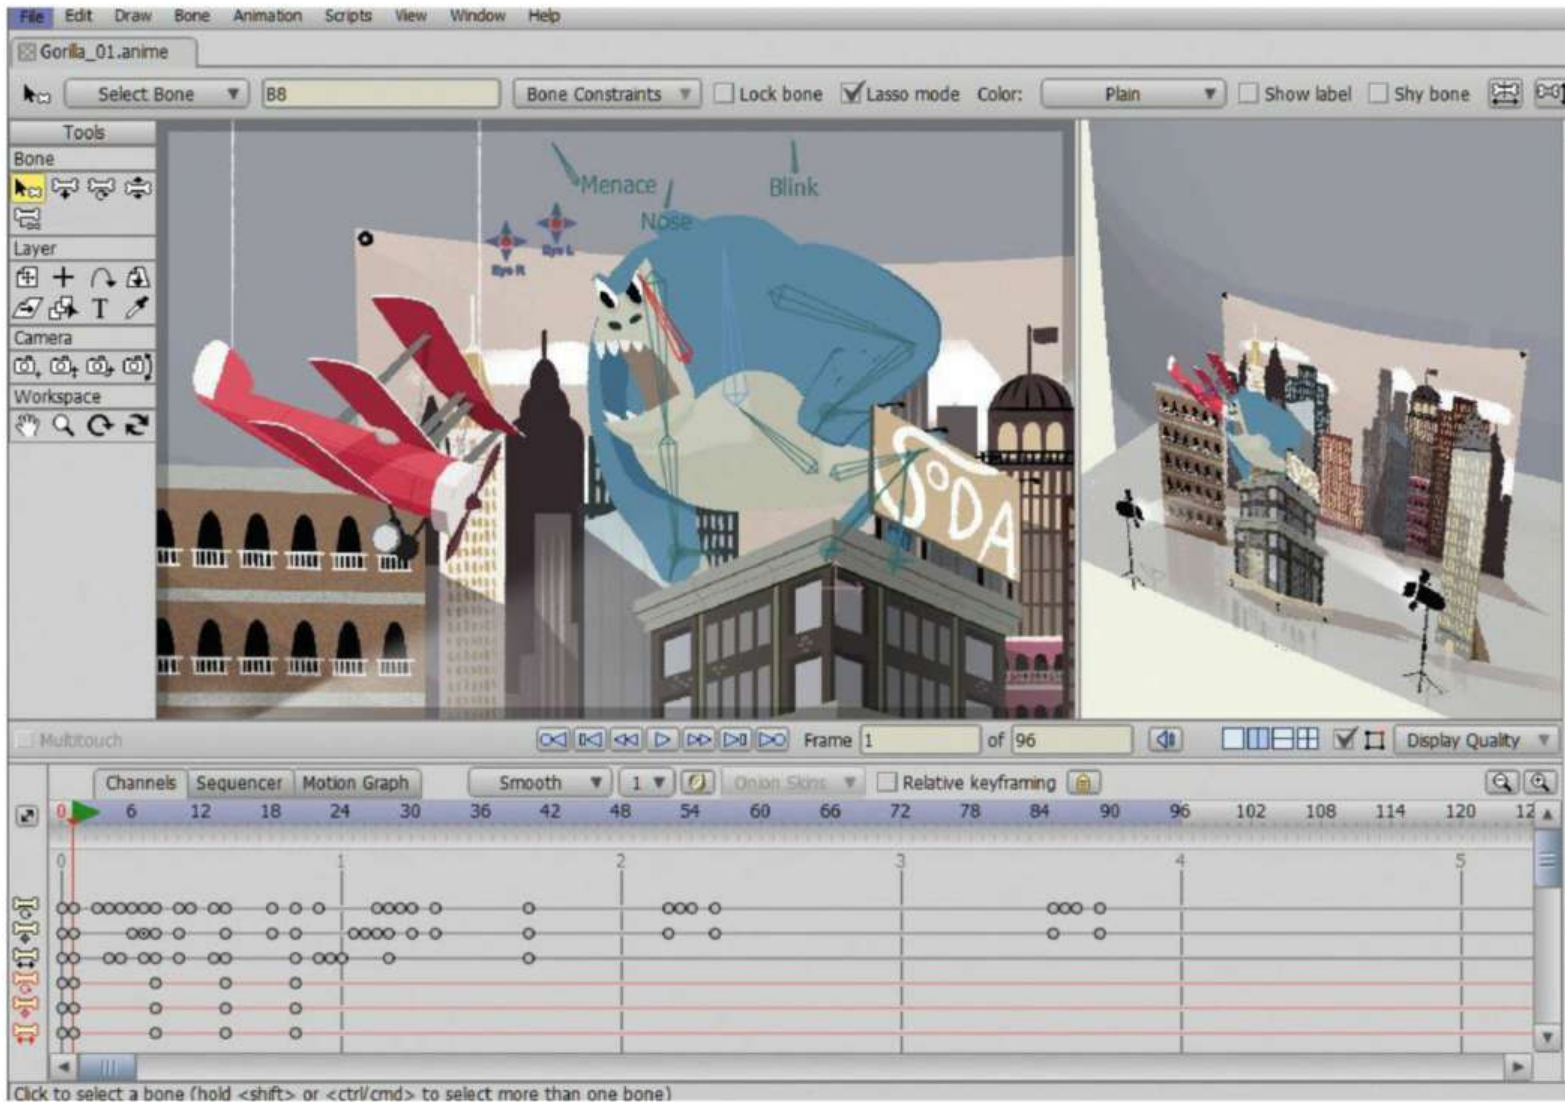 File Edit Draw Bone Animation Scripts View Window Help
Gorilla_01.anime
Select Bone B8 Bone Constraints Lock bone Lasso mode Color: Plain Show label Shy bone
Tools
Bone
Menace
Blink
Nose
Eye L
Eye R
Layer
T
Camera
Workspace
SODA
Multitouch Frame 1 of 96 Display Quality
Channels Sequencer Motion Graph Smooth 1 Onion Skins Relative keyframing
0 6 12 18 24 30 36 42 48 54 60 66 72 78 84 90 96 102 108 114 120 12
0 1 2 3 4 5
Click to select a bone (hold <shift> or <ctrl/cmd> to select more than one bone)